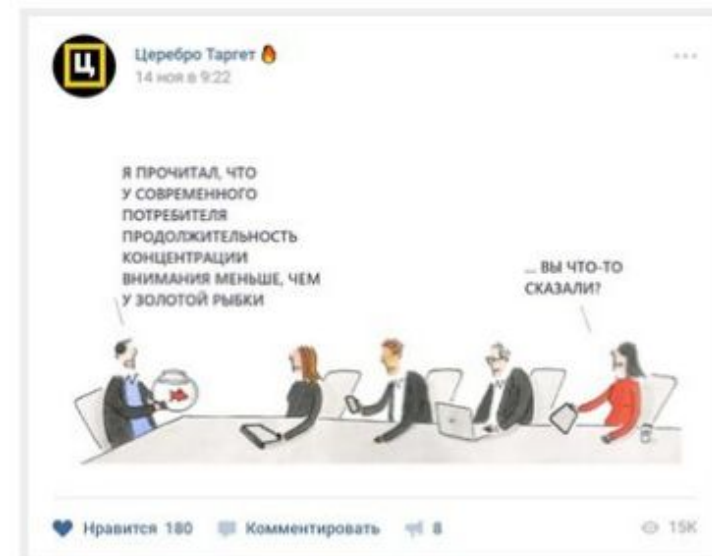 Ц
Церебро Таргет
14 ноя в 9:22
Я ПРОЧИТАЛ, ЧТО
У СОВРЕМЕННОГО
ПОТРЕБИТЕЛЯ
ПРОДОЛЖИТЕЛЬНОСТЬ
КОНЦЕНТРАЦИИ
ВНИМАНИЯ МЕНЬШЕ, ЧЕМ
У ЗОЛОТОЙ РЫБКИ
... ВЫ ЧТО-ТО
СКАЗАЛИ?
Нравится 180 Комментировать 8 15K